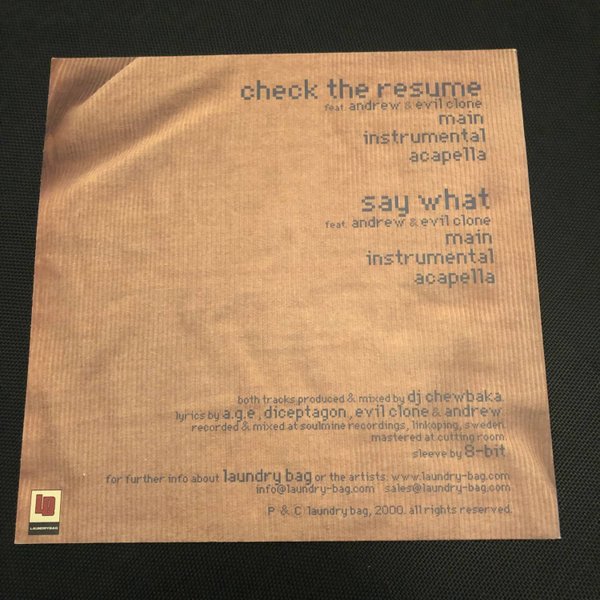 check the resume
feat. andrew & evil clone
main
instrumental
acapella
say what
feat. andrew & evil clone
main
instrumental
acapella
both tracks produced & mixed by dj chewbaka.
lyrics by a.g.e, diceptagon, evil clone & andrew
recorded & mixed at soulmine recordings, linkoping, sweden.
mastered at cutting room.
sleeve by 8-bit
for further info about laundry bag or the artists: www.laundry-bag.com
info@laundry-bag.com sales@laundry-bag.com
P & C laundry bag, 2000. all rights reserved.
LAUNDRYBAG